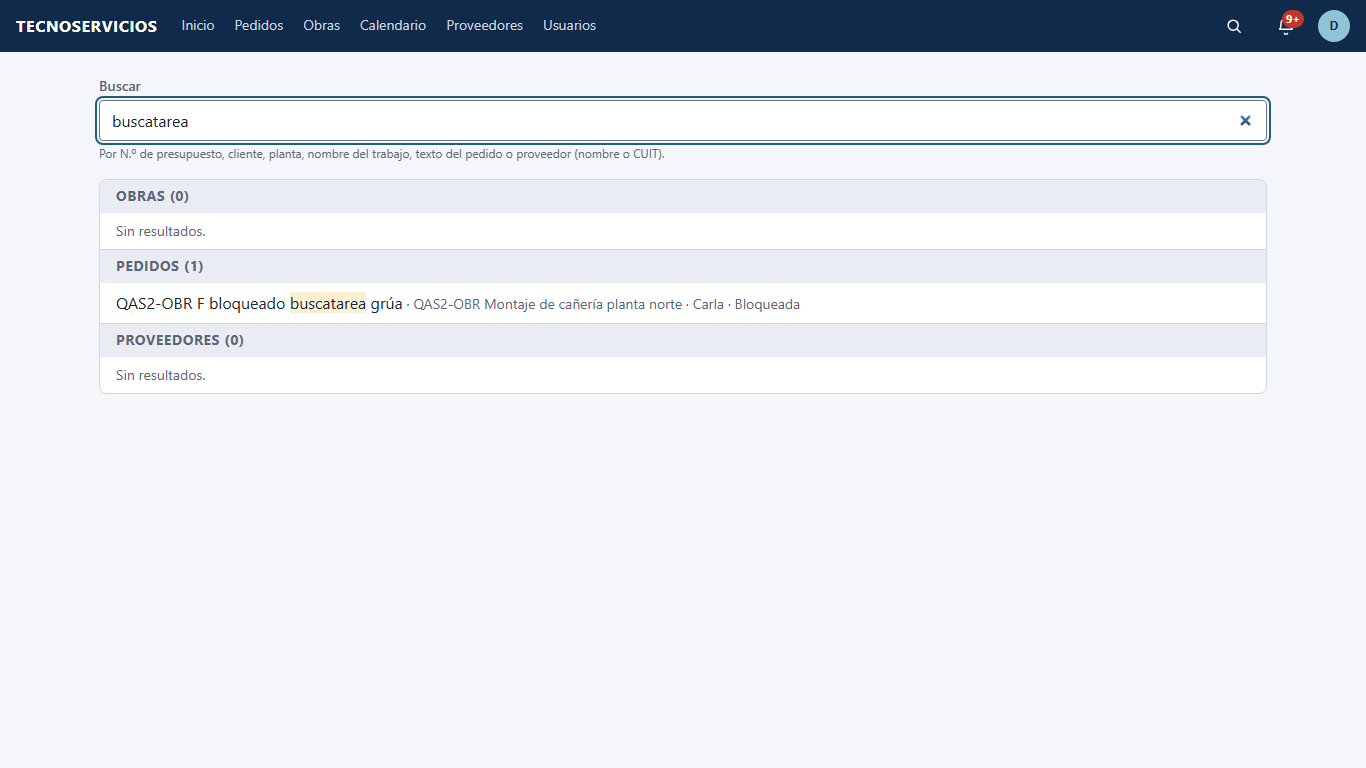 TECNOSERVICIOS Inicio Pedidos Obras Calendario Proveedores Usuarios 9+ D
Buscar
buscatarea
Por N.º de presupuesto, cliente, planta, nombre del trabajo, texto del pedido o proveedor (nombre o CUIT).
OBRAS (0)
Sin resultados.
PEDIDOS (1)
QAS2-OBR F bloqueado buscatarea grúa · QAS2-OBR Montaje de cañería planta norte · Carla · Bloqueada
PROVEEDORES (0)
Sin resultados.